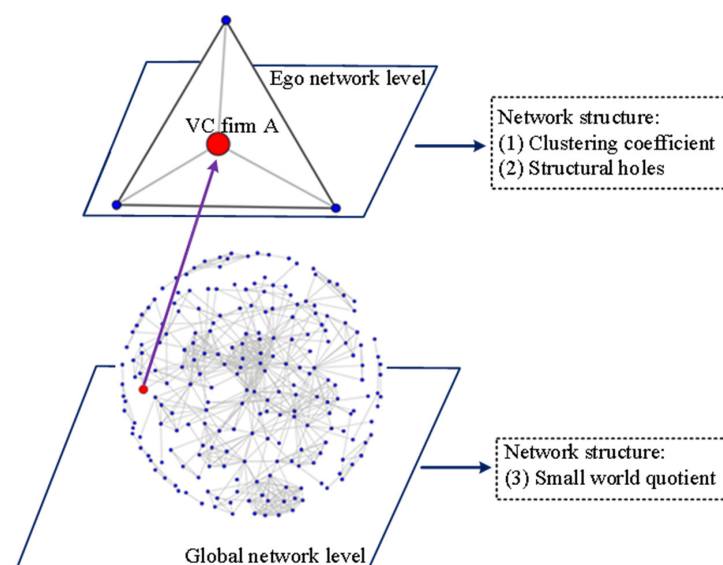 Ego network level
VC firm A
Network structure:
(1) Clustering coefficient
(2) Structural holes
Network structure:
(3) Small world quotient
Global network level